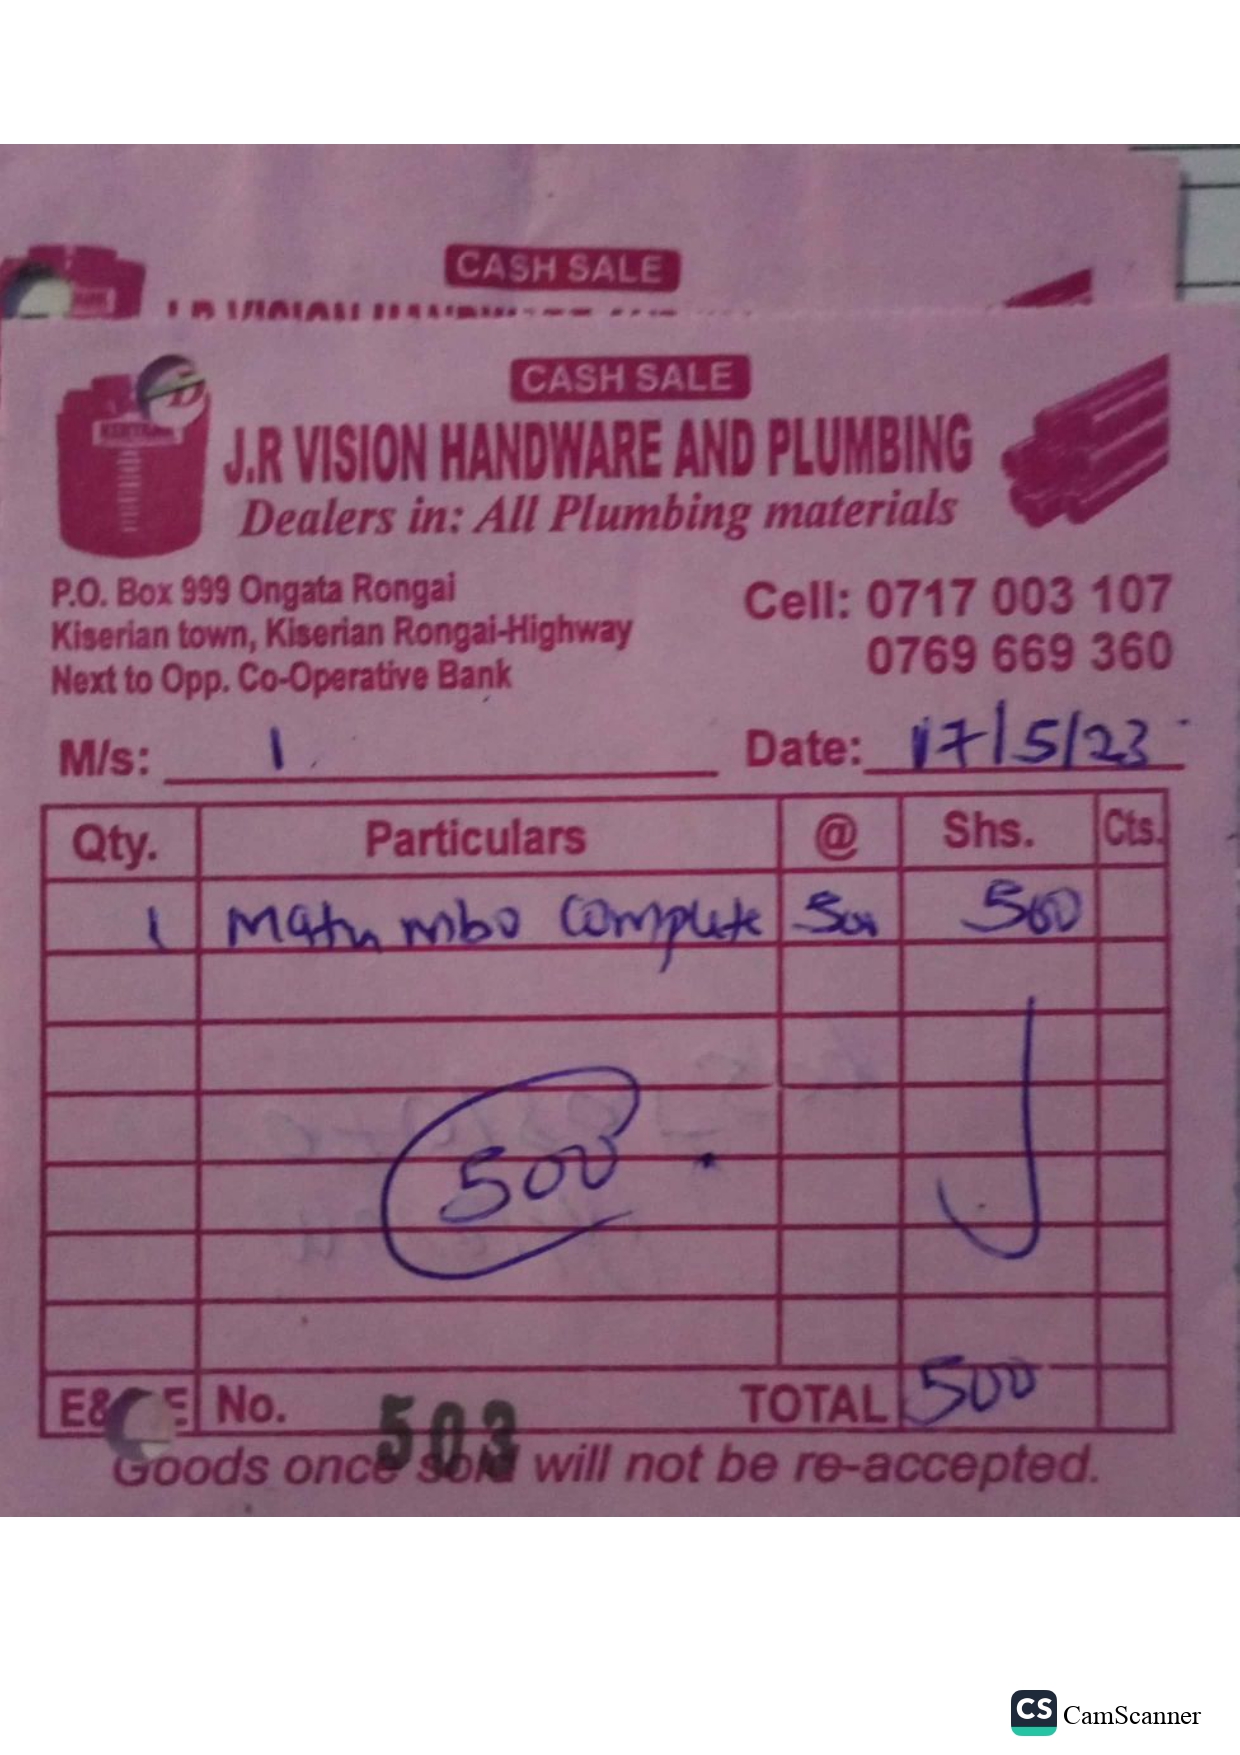 CASH SALE
CASH SALE
J.R VISION HANDWARE AND PLUMBING
Dealers in: All Plumbing materials
P.O. Box 999 Ongata Rongai
Kiserian town, Kiserian Rongai-Highway
Next to Opp. Co-Operative Bank
Cell: 0717 003 107
0769 669 360
M/s: 1 Date: 17/5/23
Qty. Particulars @ Shs. Cts.
1 Matumbo complete 500 500
500
E& E No. 503 TOTAL 500
Goods once sold will not be re-accepted.
CS CamScanner